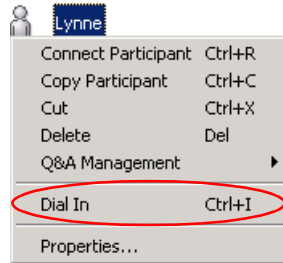 Lynne
Connect Participant Ctrl+R
Copy Participant Ctrl+C
Cut Ctrl+X
Delete Del
Q&A Management
Dial In Ctrl+I
Properties...